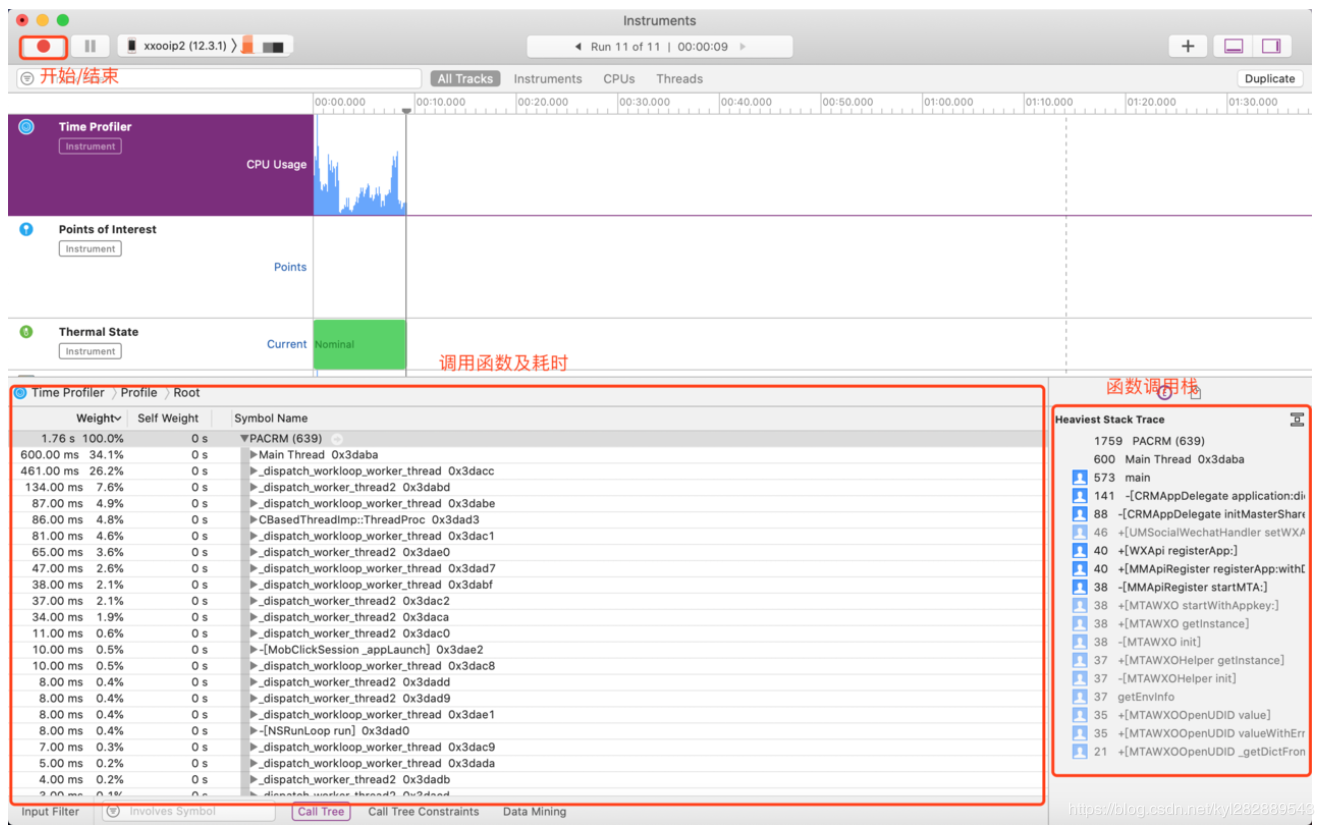 Instruments
xxooip2 (12.3.1)
Run 11 of 11 | 00:00:09
开始/结束
All Tracks Instruments CPUs Threads
Duplicate
00:00.000 00:10.000 00:20.000 00:30.000 00:40.000 00:50.000 01:00.000 01:10.000 01:20.000 01:30.000
Time Profiler
Instrument
CPU Usage
Points of Interest
Instrument
Points
Thermal State
Instrument
Current
Nominal
调用函数及耗时
函数调用栈
Time Profiler Profile Root
Weight Self Weight Symbol Name
1.76 s 100.0% 0 s PACRM (639)
600.00 ms 34.1% 0 s Main Thread 0x3daba
461.00 ms 26.2% 0 s _dispatch_workloop_worker_thread 0x3dacc
134.00 ms 7.6% 0 s _dispatch_worker_thread2 0x3dabd
87.00 ms 4.9% 0 s _dispatch_workloop_worker_thread 0x3dabe
86.00 ms 4.8% 0 s CBasedThreadImp::ThreadProc 0x3dad3
81.00 ms 4.6% 0 s _dispatch_workloop_worker_thread 0x3dac1
65.00 ms 3.6% 0 s _dispatch_worker_thread2 0x3dae0
47.00 ms 2.6% 0 s _dispatch_workloop_worker_thread 0x3dad7
38.00 ms 2.1% 0 s _dispatch_workloop_worker_thread 0x3dabf
37.00 ms 2.1% 0 s _dispatch_worker_thread2 0x3dac2
34.00 ms 1.9% 0 s _dispatch_worker_thread2 0x3daca
11.00 ms 0.6% 0 s _dispatch_worker_thread2 0x3dac0
10.00 ms 0.5% 0 s -[MobClickSession _appLaunch] 0x3dae2
10.00 ms 0.5% 0 s _dispatch_workloop_worker_thread 0x3dac8
8.00 ms 0.4% 0 s _dispatch_worker_thread2 0x3dadd
8.00 ms 0.4% 0 s _dispatch_worker_thread2 0x3dad9
8.00 ms 0.4% 0 s _dispatch_workloop_worker_thread 0x3dae1
8.00 ms 0.4% 0 s -[NSRunLoop run] 0x3dad0
7.00 ms 0.3% 0 s _dispatch_workloop_worker_thread 0x3dac9
5.00 ms 0.2% 0 s _dispatch_workloop_worker_thread 0x3dada
4.00 ms 0.2% 0 s _dispatch_worker_thread2 0x3dadb
Heaviest Stack Trace
1759 PACRM (639)
600 Main Thread 0x3daba
573 main
141 -[CRMAppDelegate application:di
88 -[CRMAppDelegate initMasterShare
46 +[UMSocialWechatHandler setWXA
40 +[WXApi registerApp:]
40 +[MMApiRegister registerApp:with
38 -[MMApiRegister startMTA:]
38 +[MTAWXO startWithAppkey:]
38 +[MTAWXO getInstance]
38 -[MTAWXO init]
37 +[MTAWXOHelper getInstance]
37 -[MTAWXOHelper init]
37 getEnvInfo
35 +[MTAWXOOpenUDID value]
35 +[MTAWXOOpenUDID valueWithErr
21 +[MTAWXOOpenUDID _getDictFron
Input Filter Involves Symbol Call Tree Call Tree Constraints Data Mining
https://blog.csdn.net/kyl282889543